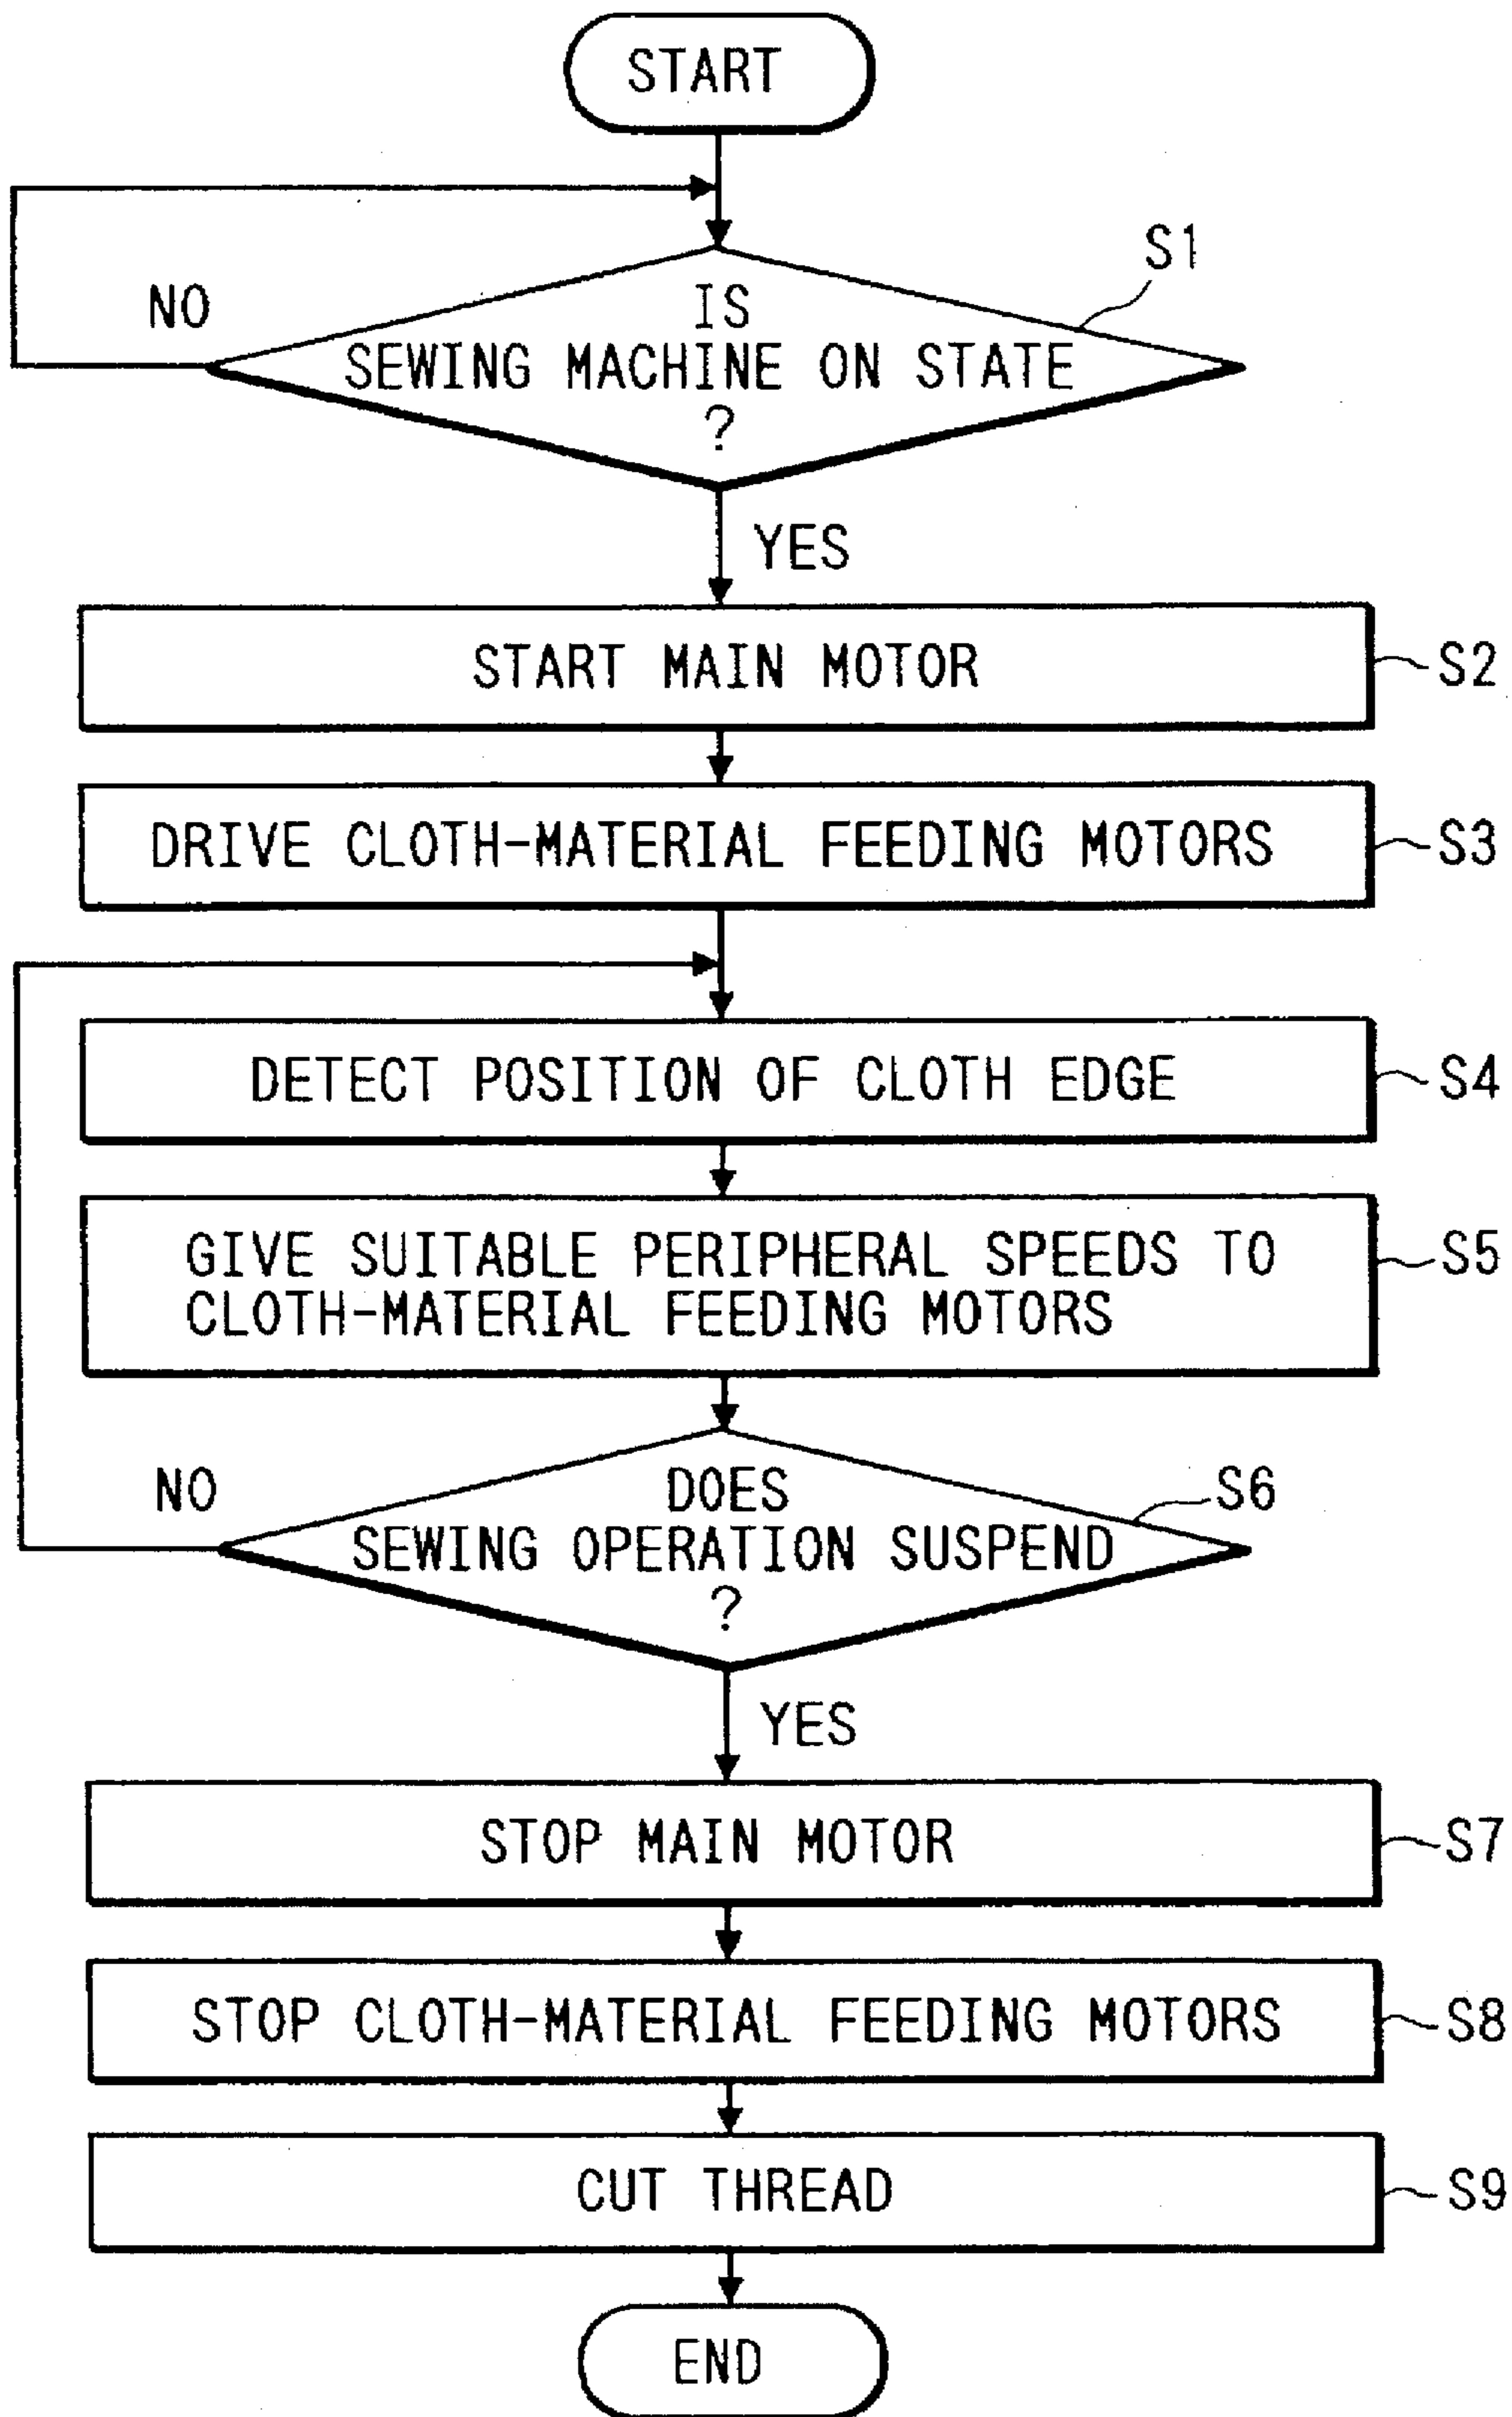 START
S1
NO
IS
SEWING MACHINE ON STATE
?
YES
START MAIN MOTOR
S2
DRIVE CLOTH-MATERIAL FEEDING MOTORS
S3
DETECT POSITION OF CLOTH EDGE
S4
GIVE SUITABLE PERIPHERAL SPEEDS TO
CLOTH-MATERIAL FEEDING MOTORS
S5
NO
DOES
SEWING OPERATION SUSPEND
?
S6
YES
STOP MAIN MOTOR
S7
STOP CLOTH-MATERIAL FEEDING MOTORS
S8
CUT THREAD
S9
END